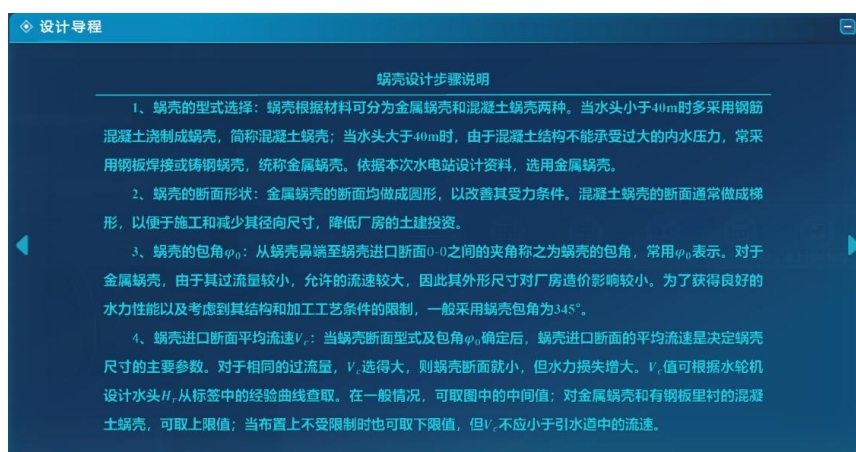 设计导程
蜗壳设计步骤说明
1、蜗壳的型式选择：蜗壳根据材料可分为金属蜗壳和混凝土蜗壳两种。当水头小于40m时多采用钢筋
混凝土浇制成蜗壳，简称混凝土蜗壳；当水头大于40m时，由于混凝土结构不能承受过大的内水压力，常采
用钢板焊接或铸钢蜗壳，统称金属蜗壳。依据本次水电站设计资料，选用金属蜗壳。
2、蜗壳的断面形状：金属蜗壳的断面均做成圆形，以改善其受力条件。混凝土蜗壳的断面通常做成梯
形，以便于施工和减少其径向尺寸，降低厂房的土建投资。
3、蜗壳的包角φ₀：从蜗壳鼻端至蜗壳进口断面0-0之间的夹角称之为蜗壳的包角，常用φ₀表示。对于
金属蜗壳，由于其过流量较小，允许的流速较大，因此其外形尺寸对厂房造价影响较小。为了获得良好的
水力性能以及考虑到其结构和加工工艺条件的限制，一般采用蜗壳包角为345°。
4、蜗壳进口断面平均流速V_c：当蜗壳断面型式及包角φ₀确定后，蜗壳进口断面的平均流速是决定蜗壳
尺寸的主要参数。对于相同的过流量，V_c选得大，则蜗壳断面就小，但水力损失增大。V_c值可根据水轮机
设计水头H_r从标签中的经验曲线查取。在一般情况，可取图中的中间值；对金属蜗壳和有钢板里衬的混凝
土蜗壳，可取上限值；当布置上不受限制时也可取下限值，但V_c不应小于引水道中的流速。